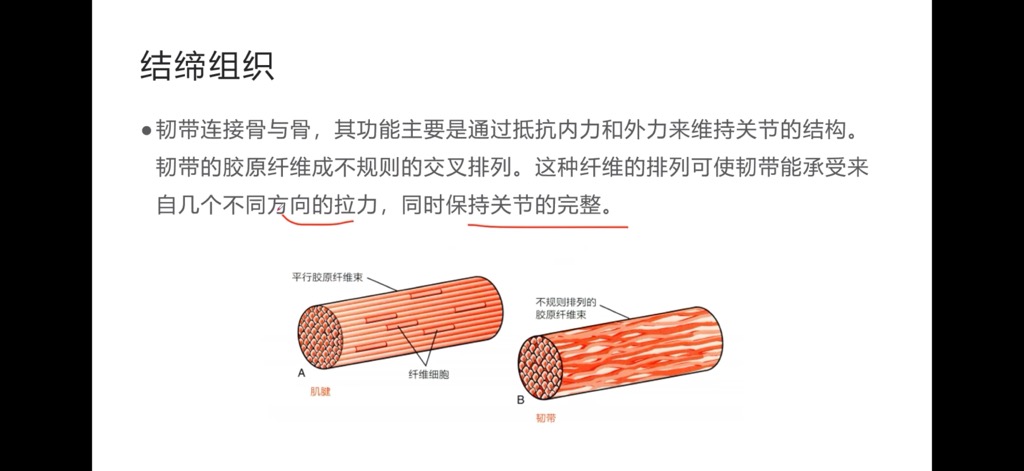 结缔组织
●韧带连接骨与骨，其功能主要是通过抵抗内力和外力来维持关节的结构。
韧带的胶原纤维成不规则的交叉排列。这种纤维的排列可使韧带能承受来
自几个不同方向的拉力，同时保持关节的完整。
平行胶原纤维束
不规则排列的
胶原纤维束
A
纤维细胞
肌腱
B
韧带